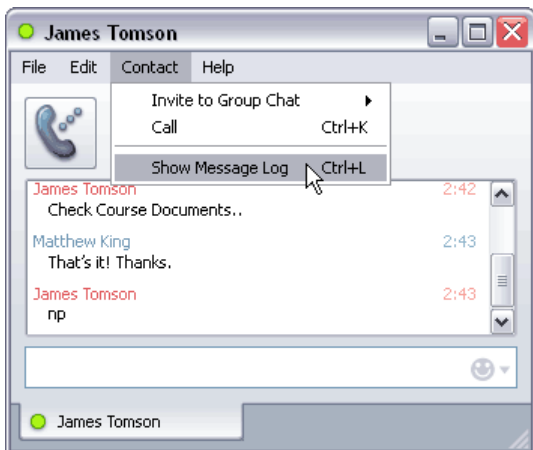 James Tomson
File Edit Contact Help
Invite to Group Chat
Call Ctrl+K
Show Message Log Ctrl+L
James Tomson 2:42
Check Course Documents..
Matthew King 2:43
That's it! Thanks.
James Tomson 2:43
np
James Tomson